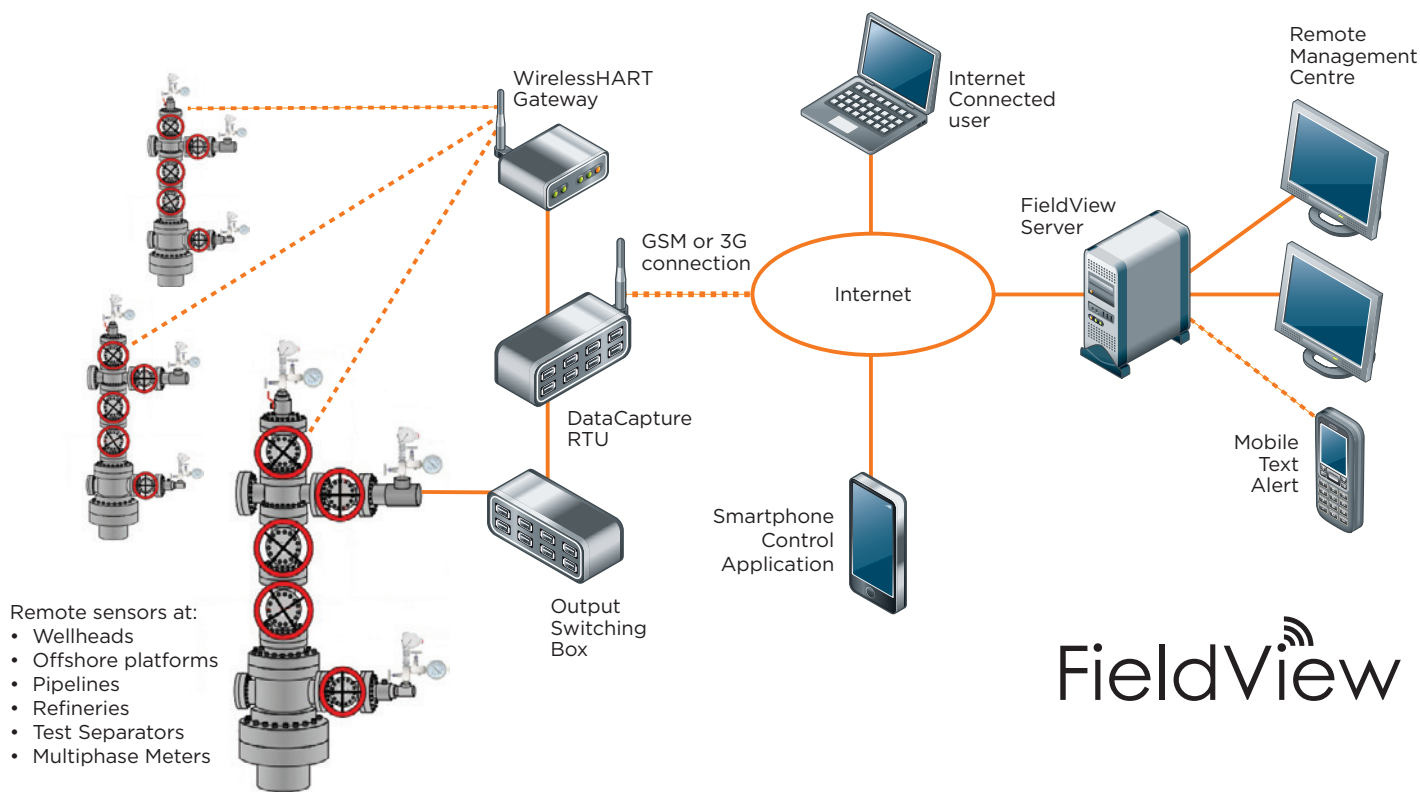 WirelessHART
Gateway
Internet
Connected
user
Remote
Management
Centre
FieldView
Server
GSM or 3G
connection
Internet
DataCapture
RTU
Mobile
Text
Alert
Smartphone
Control
Application
Output
Switching
Box
Remote sensors at:
• Wellheads
• Offshore platforms
• Pipelines
• Refineries
• Test Separators
• Multiphase Meters
FieldView